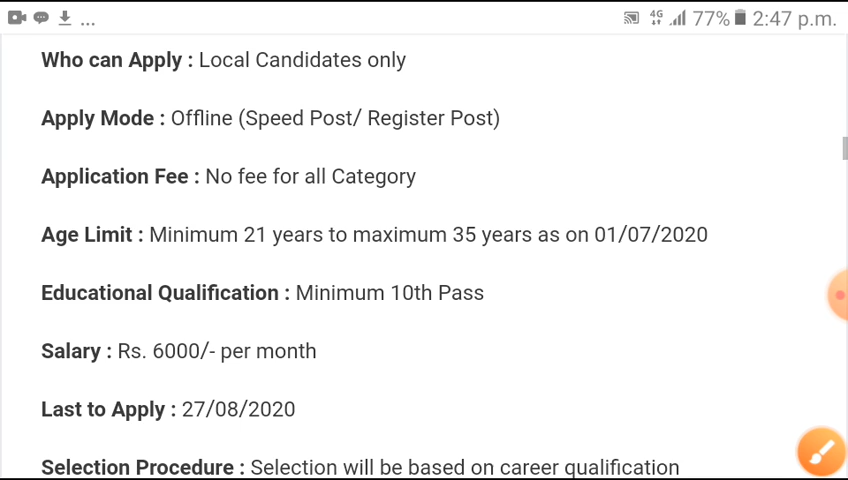 ... 4G 77% 2:47 p.m.
Who can Apply : Local Candidates only
Apply Mode : Offline (Speed Post/ Register Post)
Application Fee : No fee for all Category
Age Limit : Minimum 21 years to maximum 35 years as on 01/07/2020
Educational Qualification : Minimum 10th Pass
Salary : Rs. 6000/- per month
Last to Apply : 27/08/2020
Selection Procedure : Selection will be based on career qualification